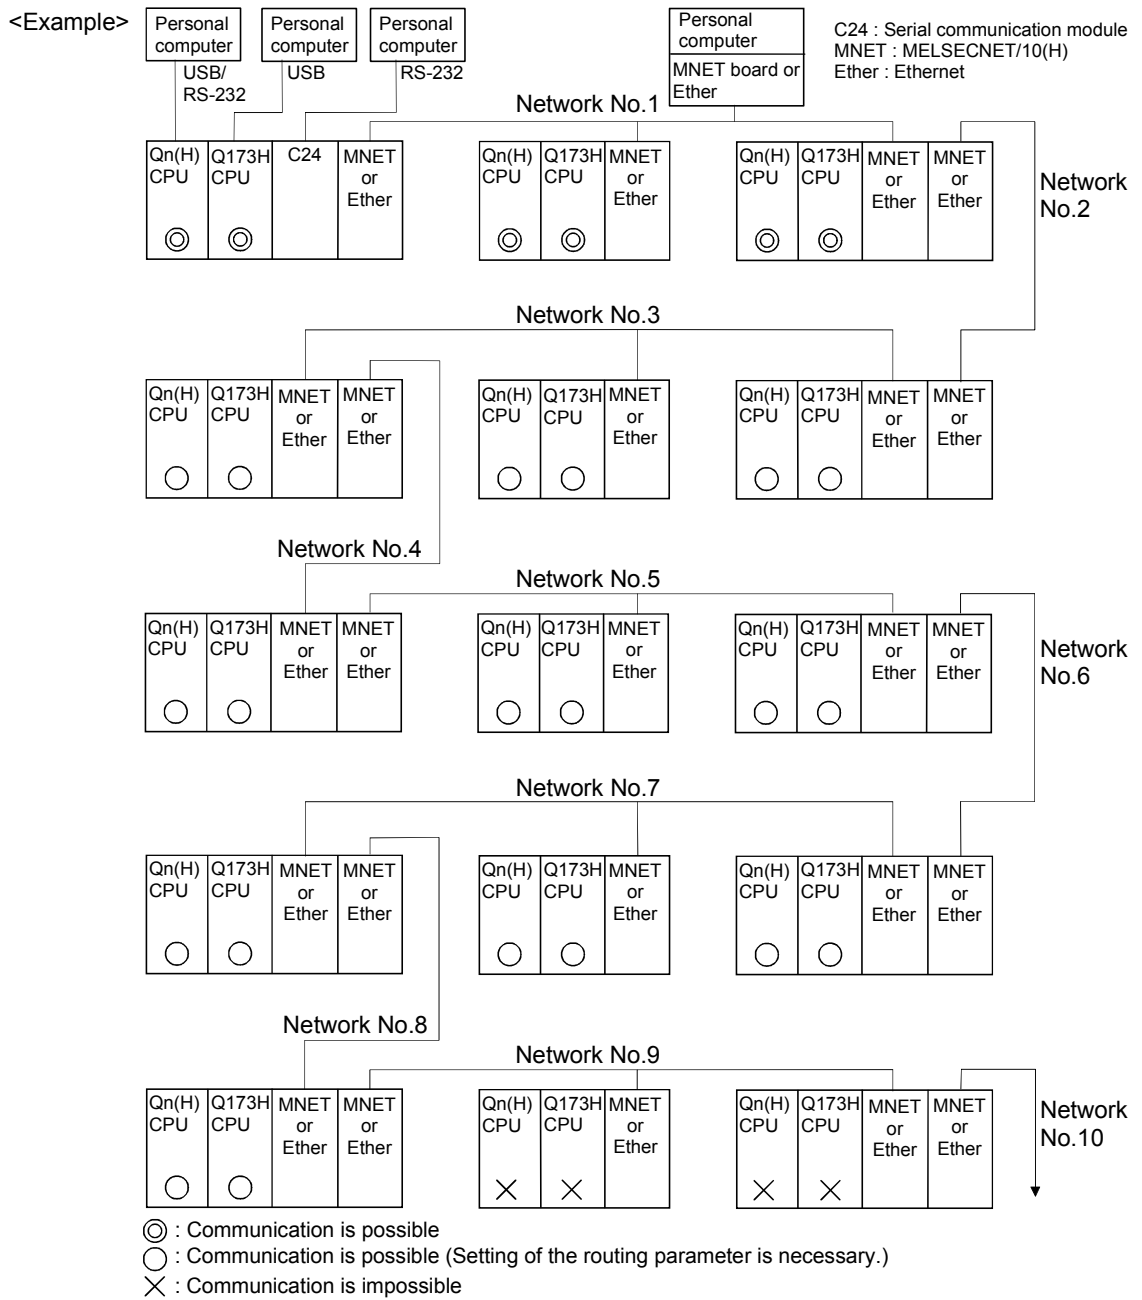 <Example>
Personal
computer
Personal
computer
Personal
computer
Personal
computer
MNET board or
Ether
C24 : Serial communication module
MNET : MELSECNET/10(H)
Ether : Ethernet
USB/
RS-232
USB
RS-232
Network No.1
Qn(H)
CPU
Q173H
CPU
C24
MNET
or
Ether
Qn(H)
CPU
Q173H
CPU
MNET
or
Ether
Qn(H)
CPU
Q173H
CPU
MNET
or
Ether
MNET
or
Ether
Network
No.2
Network No.3
Qn(H)
CPU
Q173H
CPU
MNET
or
Ether
MNET
or
Ether
Qn(H)
CPU
Q173H
CPU
MNET
or
Ether
Qn(H)
CPU
Q173H
CPU
MNET
or
Ether
MNET
or
Ether
Network No.4
Network No.5
Qn(H)
CPU
Q173H
CPU
MNET
or
Ether
MNET
or
Ether
Qn(H)
CPU
Q173H
CPU
MNET
or
Ether
Qn(H)
CPU
Q173H
CPU
MNET
or
Ether
MNET
or
Ether
Network
No.6
Network No.7
Qn(H)
CPU
Q173H
CPU
MNET
or
Ether
MNET
or
Ether
Qn(H)
CPU
Q173H
CPU
MNET
or
Ether
Qn(H)
CPU
Q173H
CPU
MNET
or
Ether
MNET
or
Ether
Network No.8
Network No.9
Qn(H)
CPU
Q173H
CPU
MNET
or
Ether
MNET
or
Ether
Qn(H)
CPU
Q173H
CPU
MNET
or
Ether
Qn(H)
CPU
Q173H
CPU
MNET
or
Ether
MNET
or
Ether
Network
No.10
: Communication is possible
: Communication is possible (Setting of the routing parameter is necessary.)
: Communication is impossible